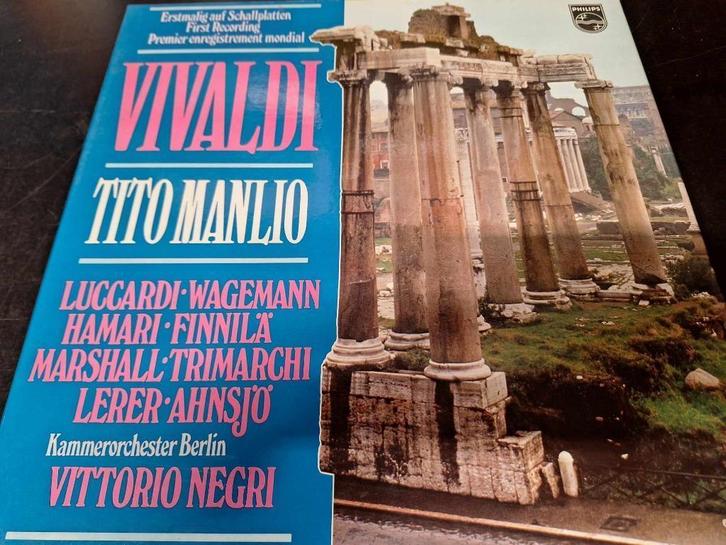 Erstmalig auf Schallplatten
First Recording
Premier enregistrement mondial
PHILIPS
VIVALDI
TITO MANLIO
LUCCARDI·WAGEMANN
HAMARI·FINNILÄ
MARSHALL·TRIMARCHI
LERER·AHNSJÖ
Kammerorchester Berlin
VITTORIO NEGRI